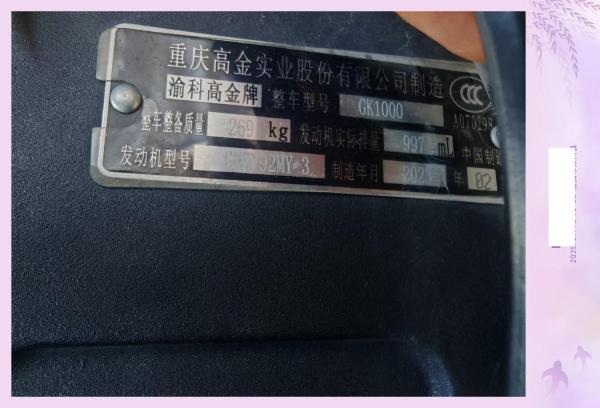 重庆高金实业股份有限公司制造
渝科高金牌 整车型号 GK1000
A070298
整车整备质量 269 kg 发动机实际排量 997 ml 中国制造
发动机型号 制造年月 2023 年 02